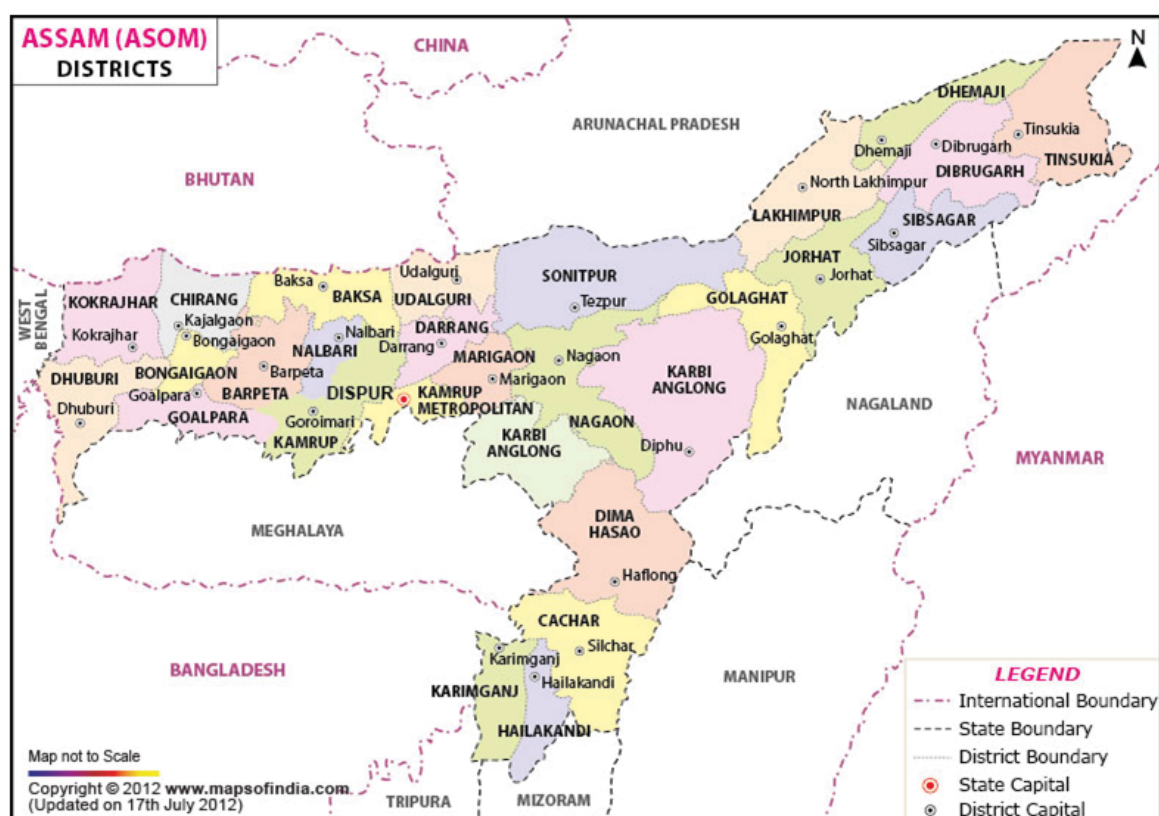 ASSAM (ASOM)
DISTRICTS
CHINA
N
ARUNACHAL PRADESH
BHUTAN
DHEMAJI
Dhemaji
Dibrugarh
Tinsukia
TINSUKIA
DIBRUGARH
North Lakhimpur
LAKHIMPUR
SIBSAGAR
Sibsagar
JORHAT
Jorhat
WEST
BENGAL
KOKRAJHAR
Kokrajhar
CHIRANG
Kajalgaon
Bongaigaon
BONGAIGAON
Baksa
BAKSA
Udalguri
UDALGURI
SONITPUR
Tezpur
GOLAGHAT
Golaghat
DARRANG
Darrang
Nalbari
NALBARI
MARIGAON
Marigaon
Nagaon
NAGAON
KARBI
ANGLONG
Diphu
DHUBURI
Dhuburi
Goalpara
GOALPARA
Barpeta
BARPETA
DISPUR
KAMRUP
METROPOLITAN
Goroimari
KAMRUP
KARBI
ANGLONG
NAGALAND
MYANMAR
MEGHALAYA
DIMA
HASAO
Haflong
CACHAR
Silchar
Karimganj
KARIMGANJ
Hailakandi
HAILAKANDI
BANGLADESH
MANIPUR
TRIPURA
MIZORAM
LEGEND
International Boundary
State Boundary
District Boundary
State Capital
District Capital
Map not to Scale
Copyright © 2012 www.mapsofindia.com
(Updated on 17th July 2012)